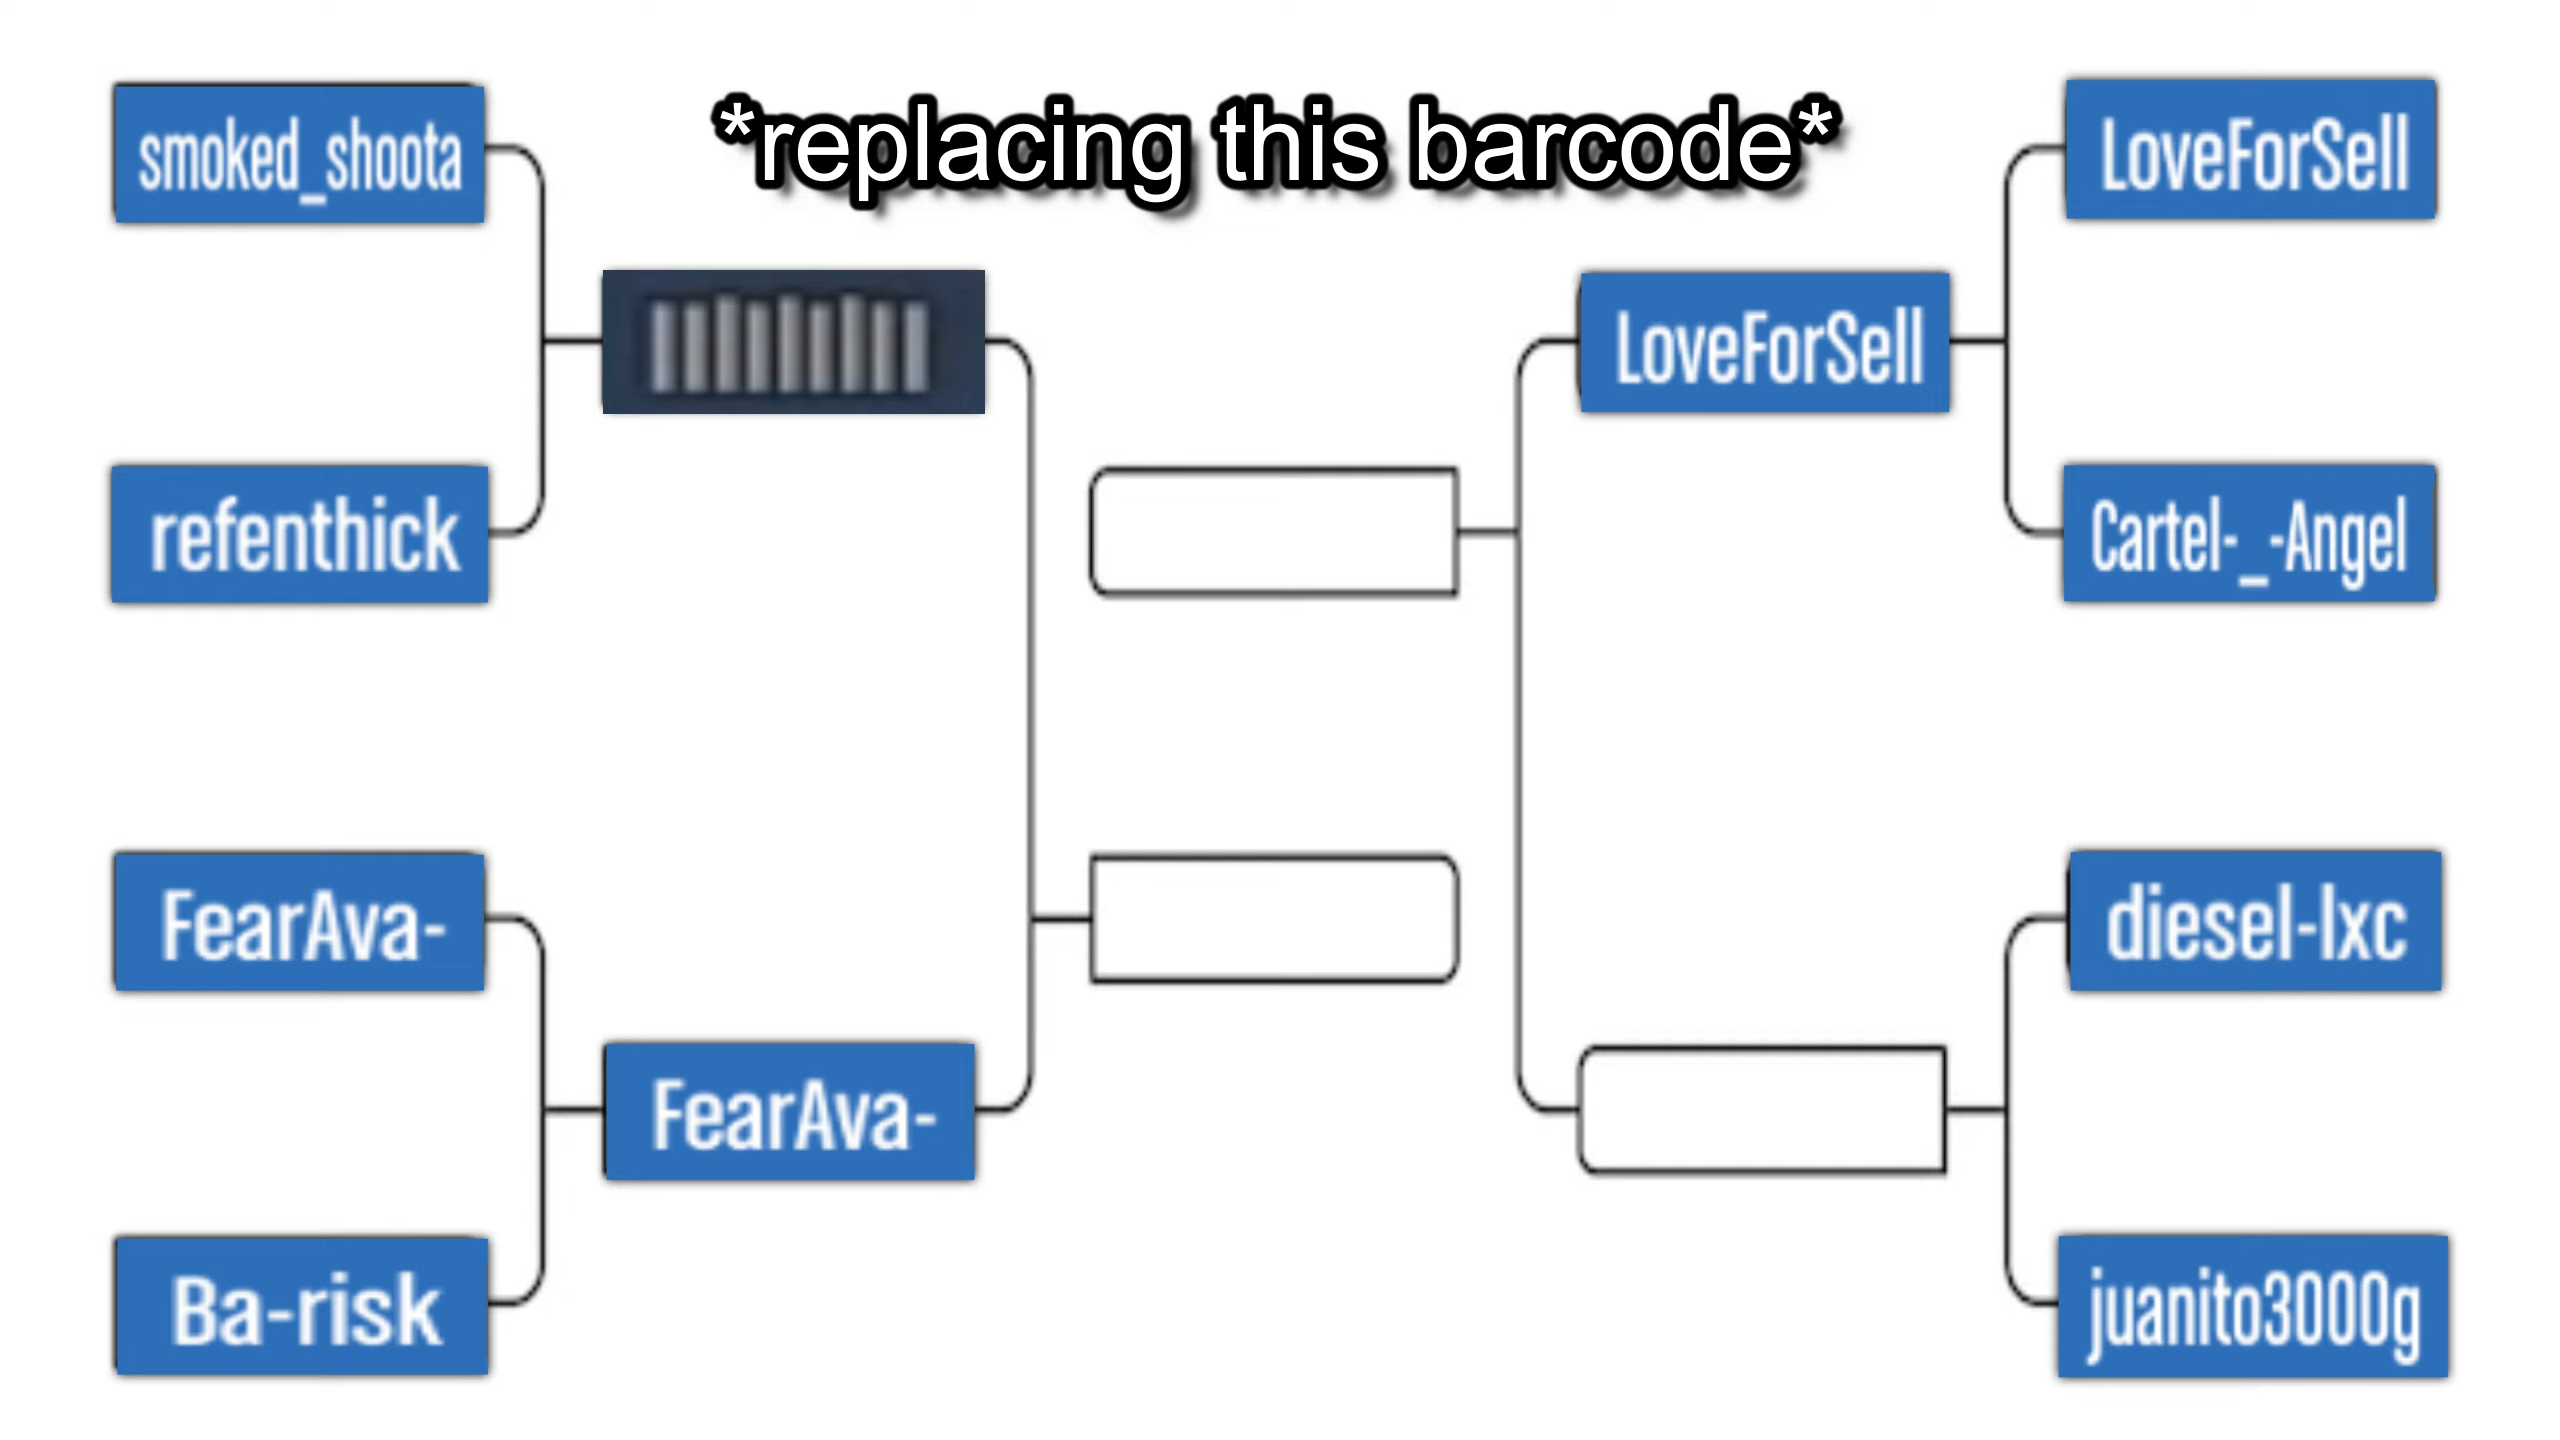 *replacing this barcode*
smoked_shoota
refenthick
FearAva-
Ba-risk
FearAva-
LoveForSell
LoveForSell
Cartel-_-Angel
diesel-lxc
juanito3000g